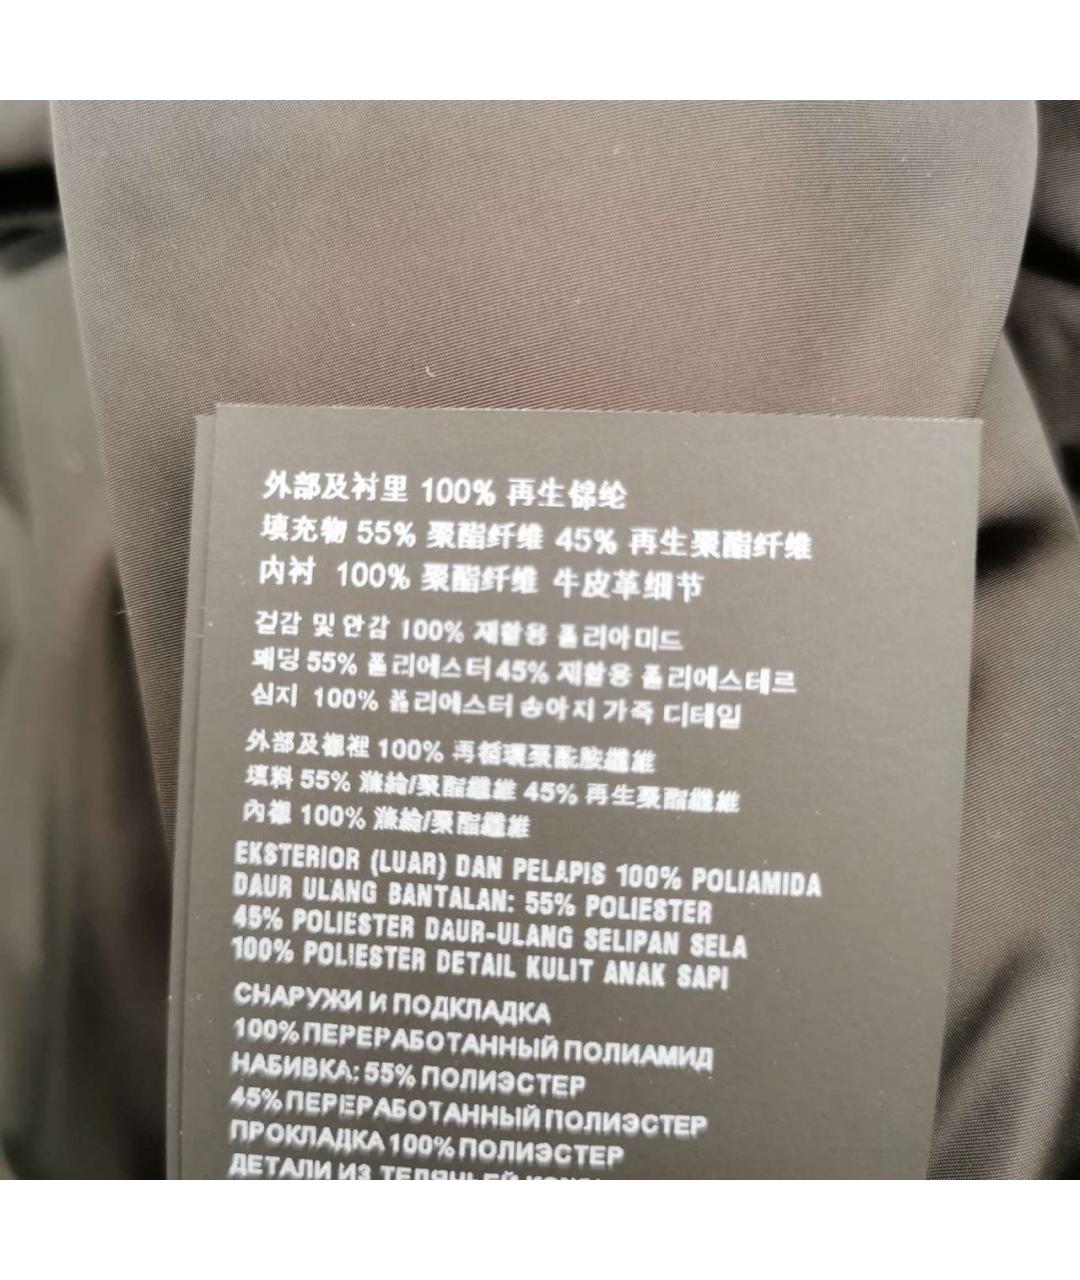 外部及衬里 100% 再生锦纶
填充物 55% 聚酯纤维 45% 再生聚酯纤维
内衬 100% 聚酯纤维 牛皮革细节
겉감 및 안감 100% 재활용 폴리아미드
패딩 55% 폴리에스터 45% 재활용 폴리에스테르
심지 100% 폴리에스터 송아지 가죽 디테일
外部及襯裡 100% 再循環聚酰胺纖維
填料 55% 滌綸/聚酯纖維 45% 再生聚酯纖維
內襯 100% 滌綸/聚酯纖維
EKSTERIOR (LUAR) DAN PELAPIS 100% POLIAMIDA
DAUR ULANG BANTALAN: 55% POLIESTER
45% POLIESTER DAUR-ULANG SELIPAN SELA
100% POLIESTER DETAIL KULIT ANAK SAPI
СНАРУЖИ И ПОДКЛАДКА
100% ПЕРЕРАБОТАННЫЙ ПОЛИАМИД
НАБИВКА: 55% ПОЛИЭСТЕР
45% ПЕРЕРАБОТАННЫЙ ПОЛИЭСТЕР
ПРОКЛАДКА 100% ПОЛИЭСТЕР
ДЕТАЛИ ИЗ ТЕЛЯЧЬЕЙ